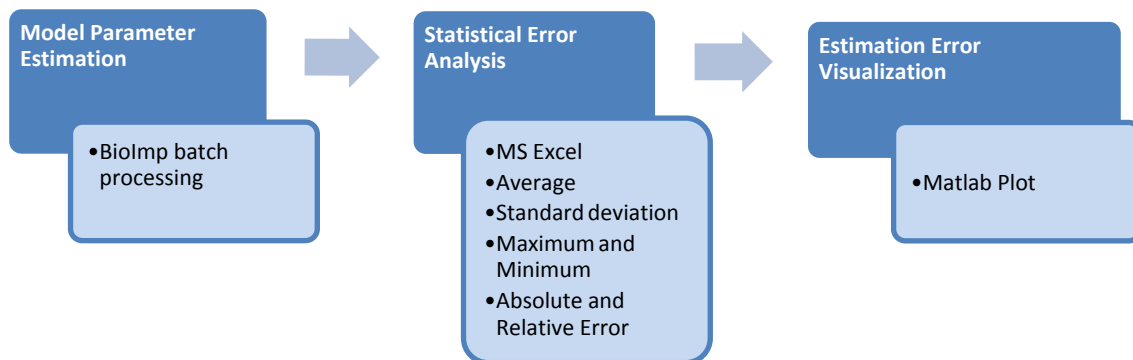 Model Parameter
Estimation
•BioImp batch
processing
Statistical Error
Analysis
•MS Excel
•Average
•Standard deviation
•Maximum and
Minimum
•Absolute and
Relative Error
Estimation Error
Visualization
•Matlab Plot